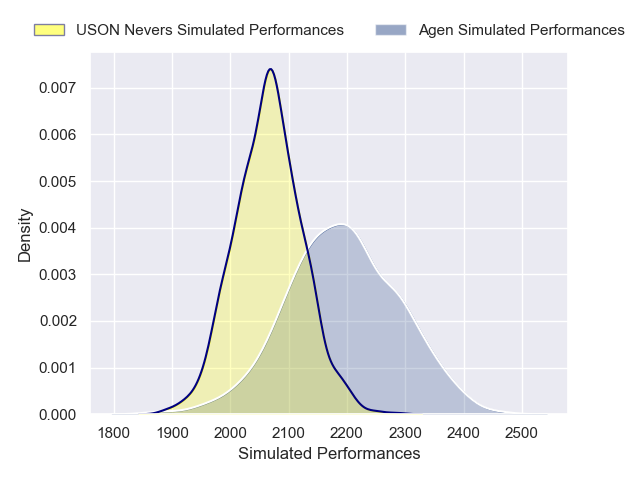 USON Nevers Simulated Performances Agen Simulated Performances
0.007
0.006
0.005
0.004
0.003
0.002
0.001
0.000
Density
1800 1900 2000 2100 2200 2300 2400 2500
Simulated Performances